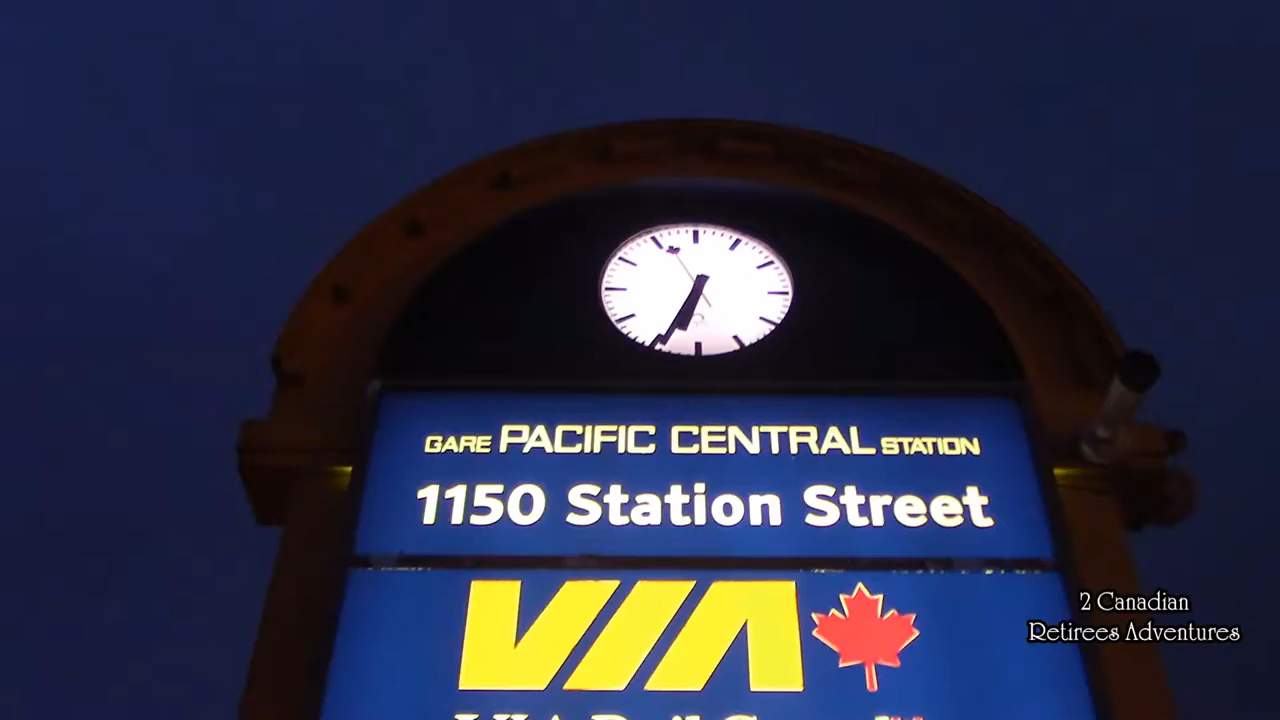 GARE PACIFIC CENTRAL STATION
1150 Station Street
VIA
2 Canadian
Retirees Adventures